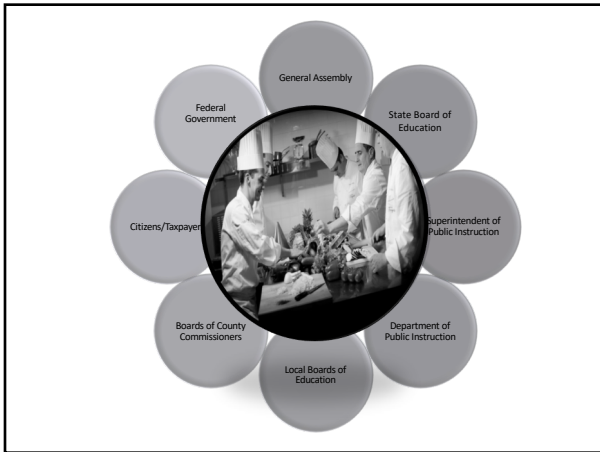 General Assembly
State Board of
Education
Superintendent of
Public Instruction
Department of
Public Instruction
Local Boards of
Education
Boards of County
Commissioners
Citizens/Taxpayer
Federal
Government